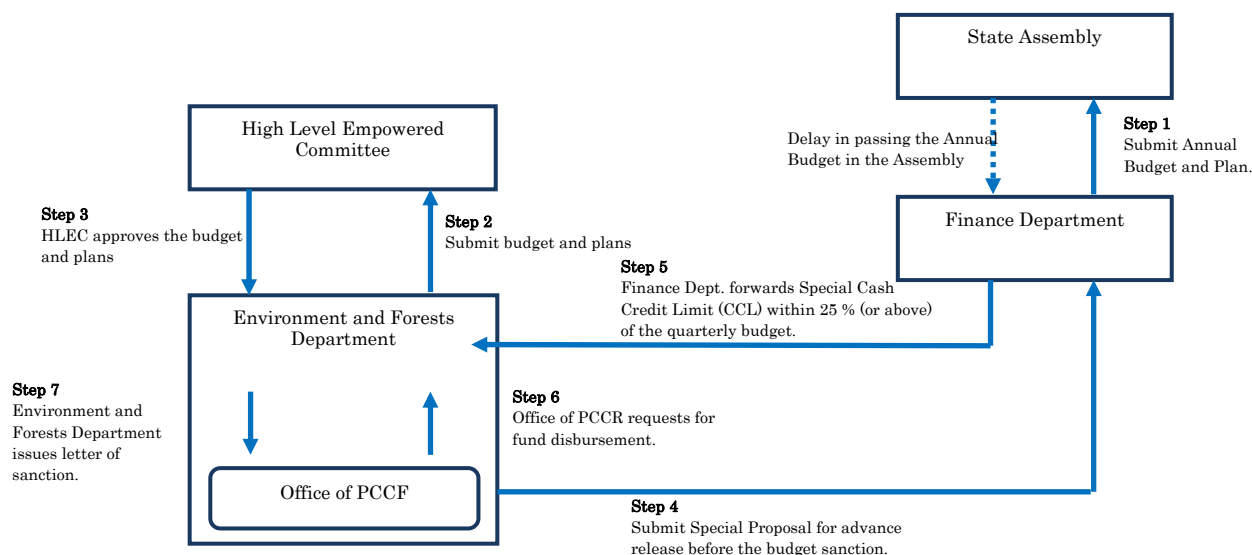 State Assembly
Delay in passing the Annual
Budget in the Assembly
Step 1
Submit Annual
Budget and Plan.
High Level Empowered
Committee
Finance Department
Step 3
HLEC approves the budget
and plans
Step 2
Submit budget and plans
Step 5
Finance Dept. forwards Special Cash
Credit Limit (CCL) within 25 % (or above)
of the quarterly budget.
Environment and Forests
Department
Step 7
Environment and
Forests Department
issues letter of
sanction.
Step 6
Office of PCCR requests for
fund disbursement.
Office of PCCF
Step 4
Submit Special Proposal for advance
release before the budget sanction.